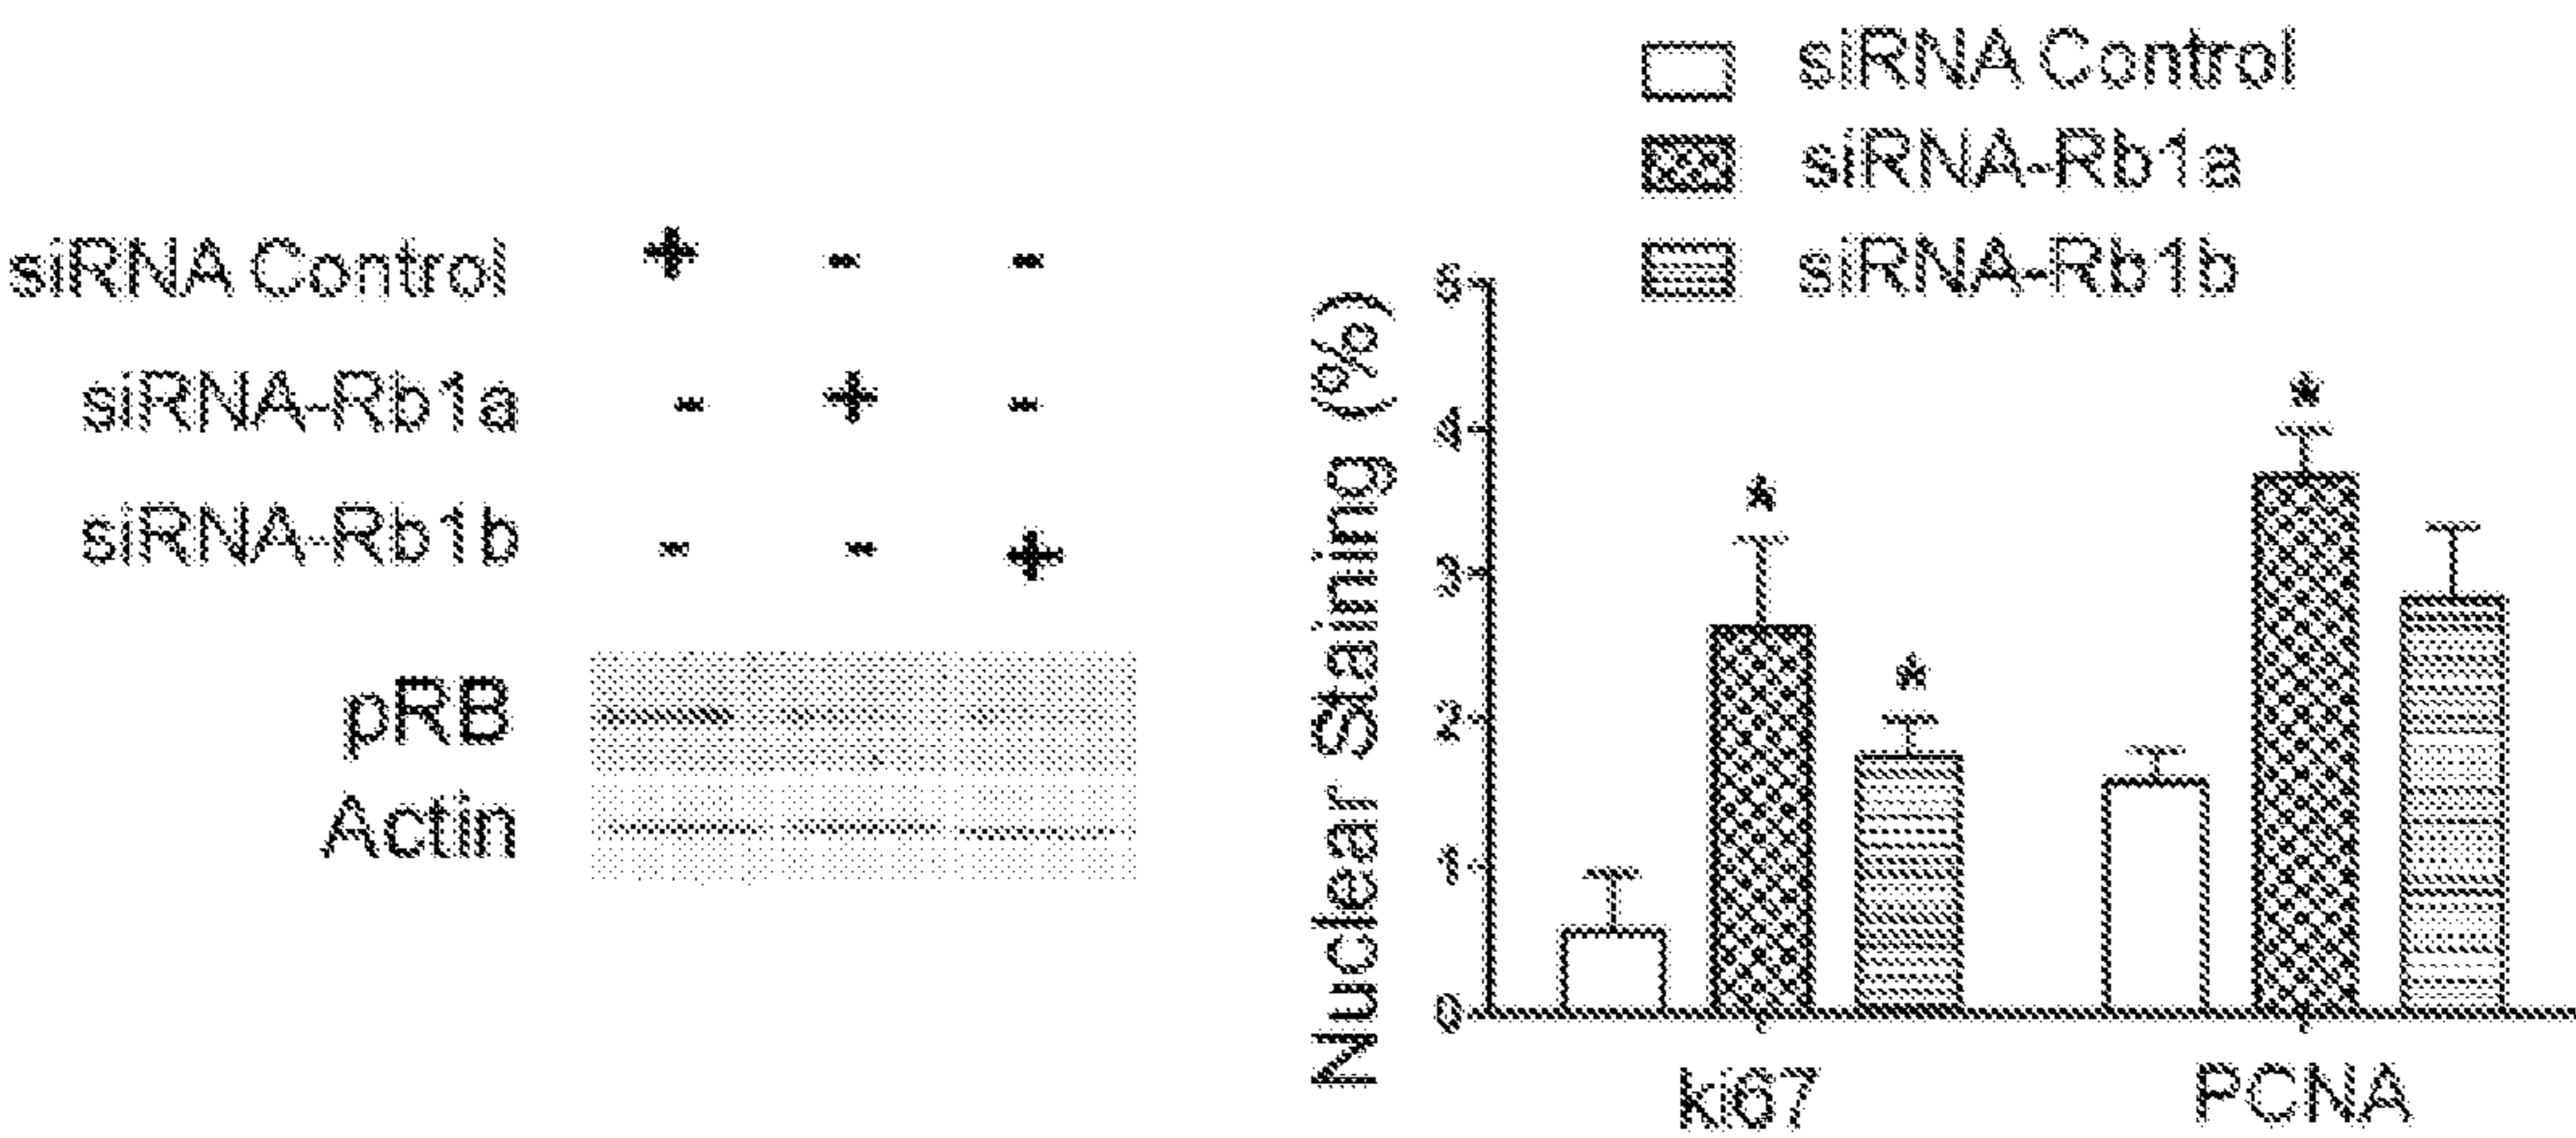 siRNA Control + - -
siRNA-Rb1a - + -
siRNA-Rb1b - - +
pRB
Actin
siRNA Control
siRNA-Rb1a
siRNA-Rb1b
Nuclear Staining (%)
5
4
3
2
1
0
* * *
ki67 PCNA